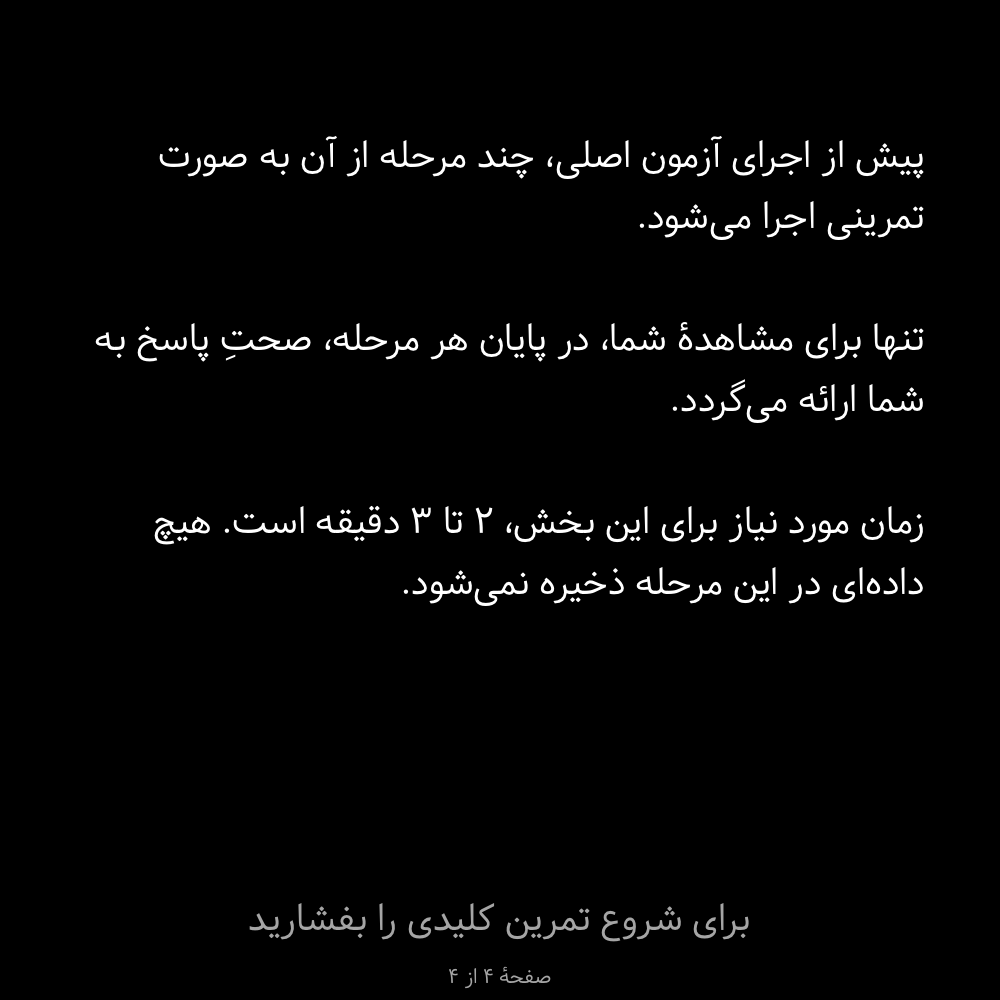 پیش از اجرای آزمون اصلی، چند مرحله از آن به صورت
تمرینی اجرا می‌شود.
تنها برای مشاهدهٔ شما، در پایان هر مرحله، صحتِ پاسخ به
شما ارائه می‌گردد.
زمان مورد نیاز برای این بخش، ۲ تا ۳ دقیقه است. هیچ
داده‌ای در این مرحله ذخیره نمی‌شود.
برای شروع تمرین کلیدی را بفشارید
صفحهٔ ۴ از ۴